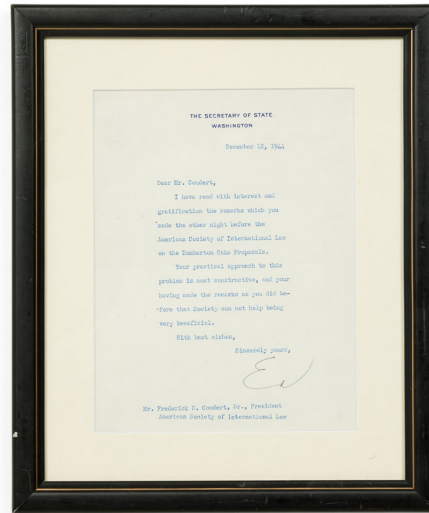 THE SECRETARY OF STATE
WASHINGTON
December 18, 1944
Dear Mr. Coudert,
I have read with interest and
gratification the remarks which you
made the other night before the
American Society of International Law
on the Dumbarton Oaks Proposals.
Your practical approach to this
problem is most constructive, and your
having made the remarks as you did be-
fore that Society can not help being
very beneficial.
With best wishes,
Sincerely yours,
Mr. Frederick R. Coudert, Sr., President
American Society of International Law